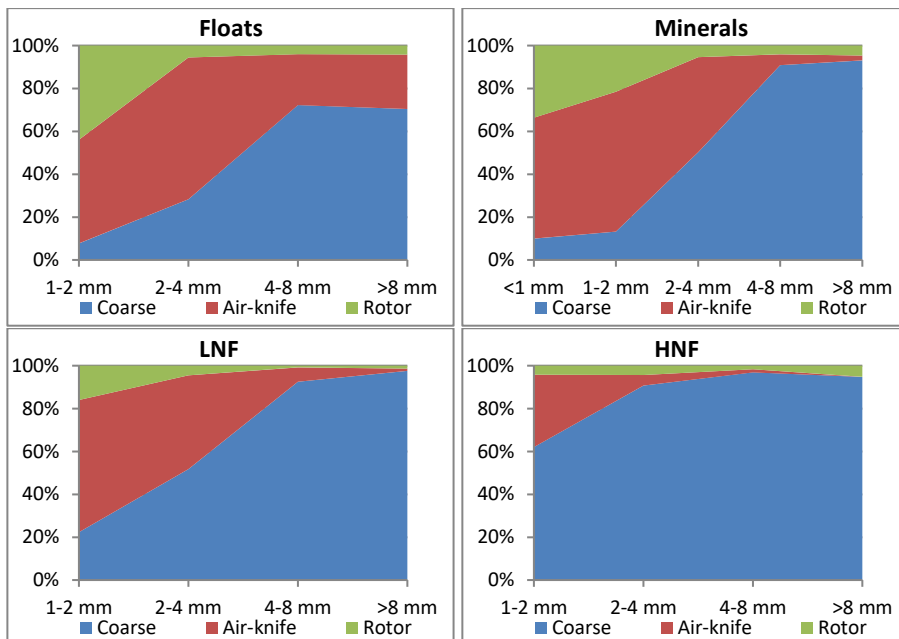 Floats
100%
80%
60%
40%
20%
0%
1-2 mm 2-4 mm 4-8 mm >8 mm
Coarse Air-knife Rotor
Minerals
100%
80%
60%
40%
20%
0%
<1 mm 1-2 mm 2-4 mm 4-8 mm >8 mm
Coarse Air-knife Rotor
LNF
100%
80%
60%
40%
20%
0%
1-2 mm 2-4 mm 4-8 mm >8 mm
Coarse Air-knife Rotor
HNF
100%
80%
60%
40%
20%
0%
1-2 mm 2-4 mm 4-8 mm >8 mm
Coarse Air-knife Rotor